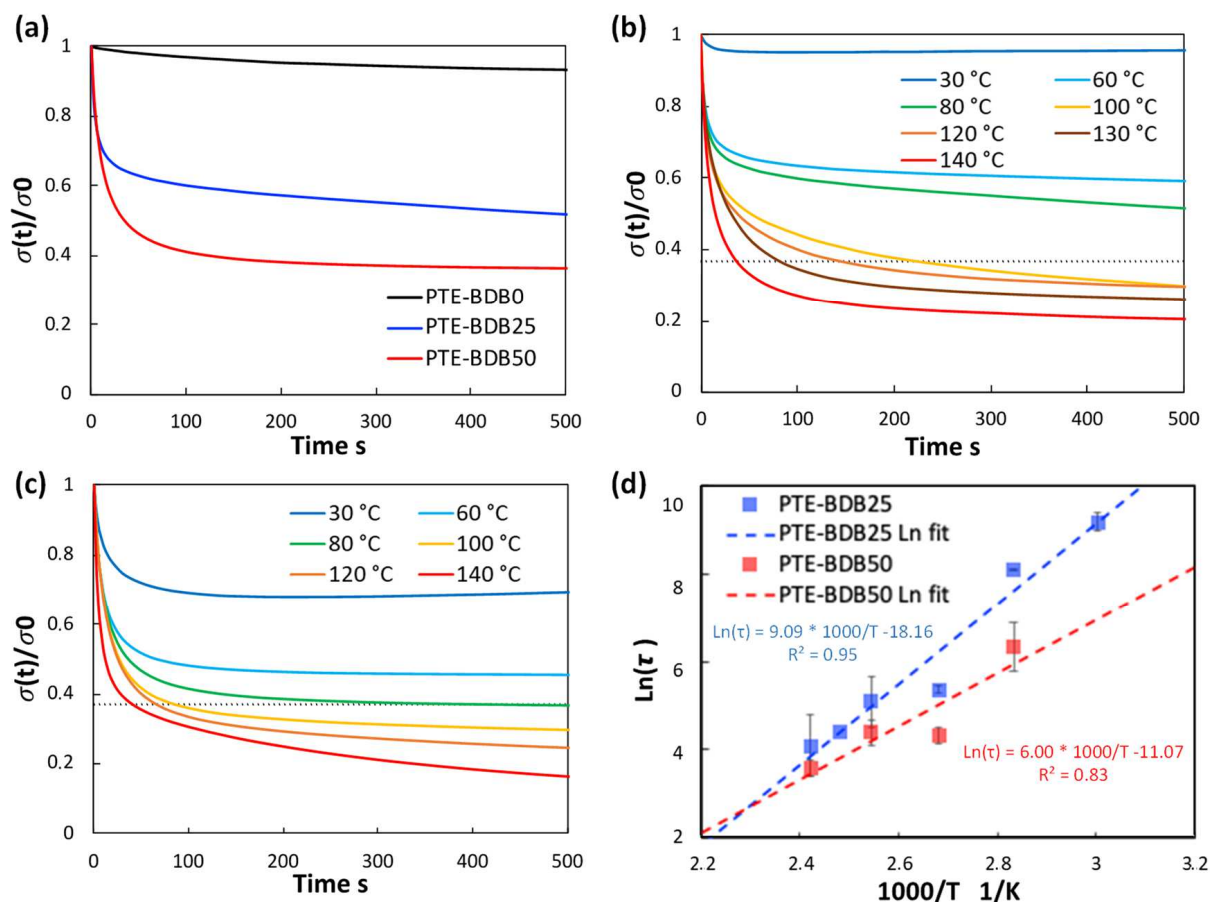 (a)
1
0.8
0.6
0.4
0.2
0
σ(t)/σ0
PTE-BDB0
PTE-BDB25
PTE-BDB50
0 100 200 300 400 500
Time s
(b)
1
0.8
0.6
0.4
0.2
0
σ(t)/σ0
30 °C 60 °C
80 °C 100 °C
120 °C 130 °C
140 °C
0 100 200 300 400 500
Time s
(c)
1
0.8
0.6
0.4
0.2
0
σ(t)/σ0
30 °C 60 °C
80 °C 100 °C
120 °C 140 °C
0 100 200 300 400 500
Time s
(d)
10
8
6
4
2
Ln(τ)
PTE-BDB25
PTE-BDB25 Ln fit
PTE-BDB50
PTE-BDB50 Ln fit
Ln(τ) = 9.09 * 1000/T -18.16
R² = 0.95
Ln(τ) = 6.00 * 1000/T -11.07
R² = 0.83
2.2 2.4 2.6 2.8 3 3.2
1000/T 1/K